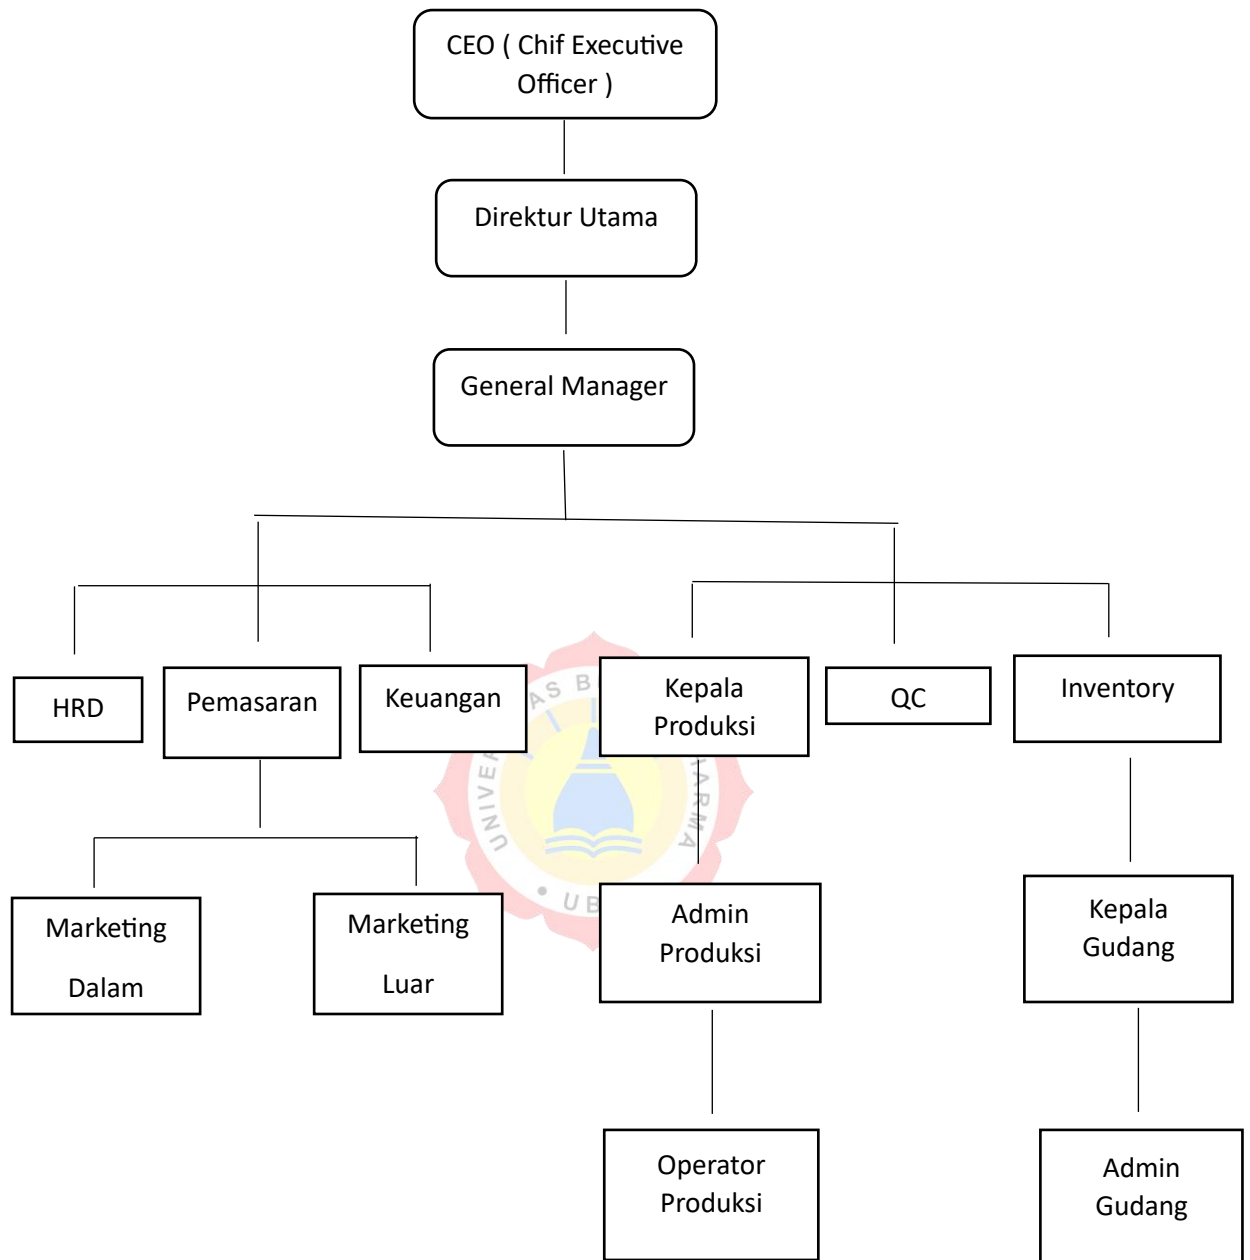 CEO ( Chif Executive
Officer )
Direktur Utama
General Manager
HRD
Pemasaran
Keuangan
Kepala
Produksi
QC
Inventory
Marketing
Dalam
Marketing
Luar
Admin
Produksi
Kepala
Gudang
Operator
Produksi
Admin
Gudang